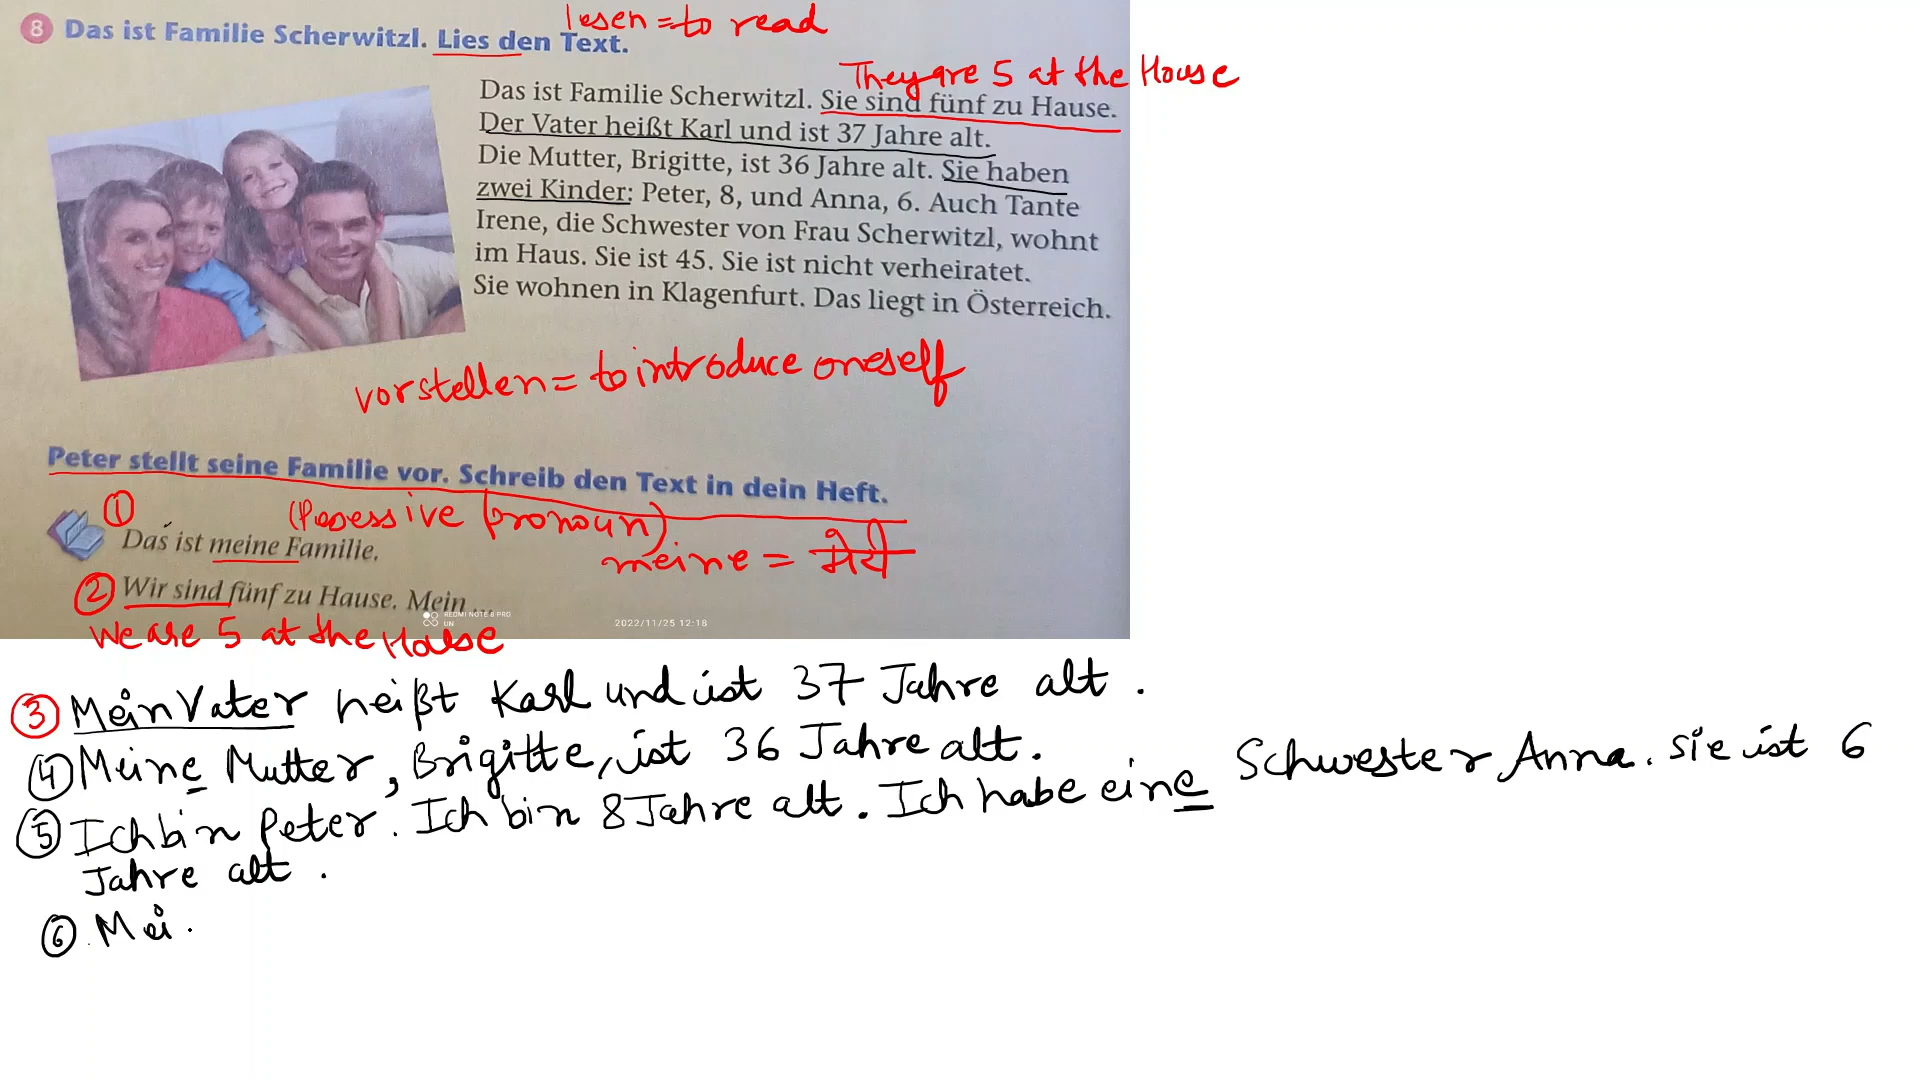 lesen = to read
8 Das ist Familie Scherwitzl. Lies den Text.
They are 5 at the House
Das ist Familie Scherwitzl. Sie sind fünf zu Hause.
Der Vater heißt Karl und ist 37 Jahre alt.
Die Mutter, Brigitte, ist 36 Jahre alt. Sie haben
zwei Kinder: Peter, 8, und Anna, 6. Auch Tante
Irene, die Schwester von Frau Scherwitzl, wohnt
im Haus. Sie ist 45. Sie ist nicht verheiratet.
Sie wohnen in Klagenfurt. Das liegt in Österreich.
vorstellen = to introduce oneself
Peter stellt seine Familie vor. Schreib den Text in dein Heft.
① (Posessive pronoun)
Das ist meine Familie.
meine = मेरी
② Wir sind fünf zu Hause. Mein ...
REDMI NOTE 8 PRO
UN
2022/11/25 12:18
We are 5 at the House
③ Mein Vater heißt Karl und ist 37 Jahre alt.
④ Meine Mutter, Brigitte, ist 36 Jahre alt.
⑤ Ich bin Peter. Ich bin 8 Jahre alt. Ich habe eine Schwester Anna. Sie ist 6
Jahre alt.
⑥ Mei.